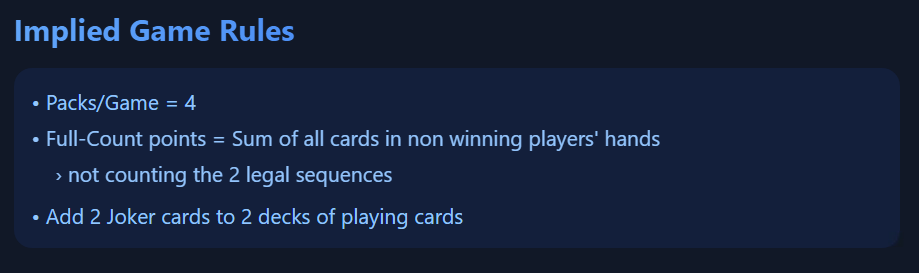 Implied Game Rules
• Packs/Game = 4
• Full-Count points = Sum of all cards in non winning players' hands
› not counting the 2 legal sequences
• Add 2 Joker cards to 2 decks of playing cards